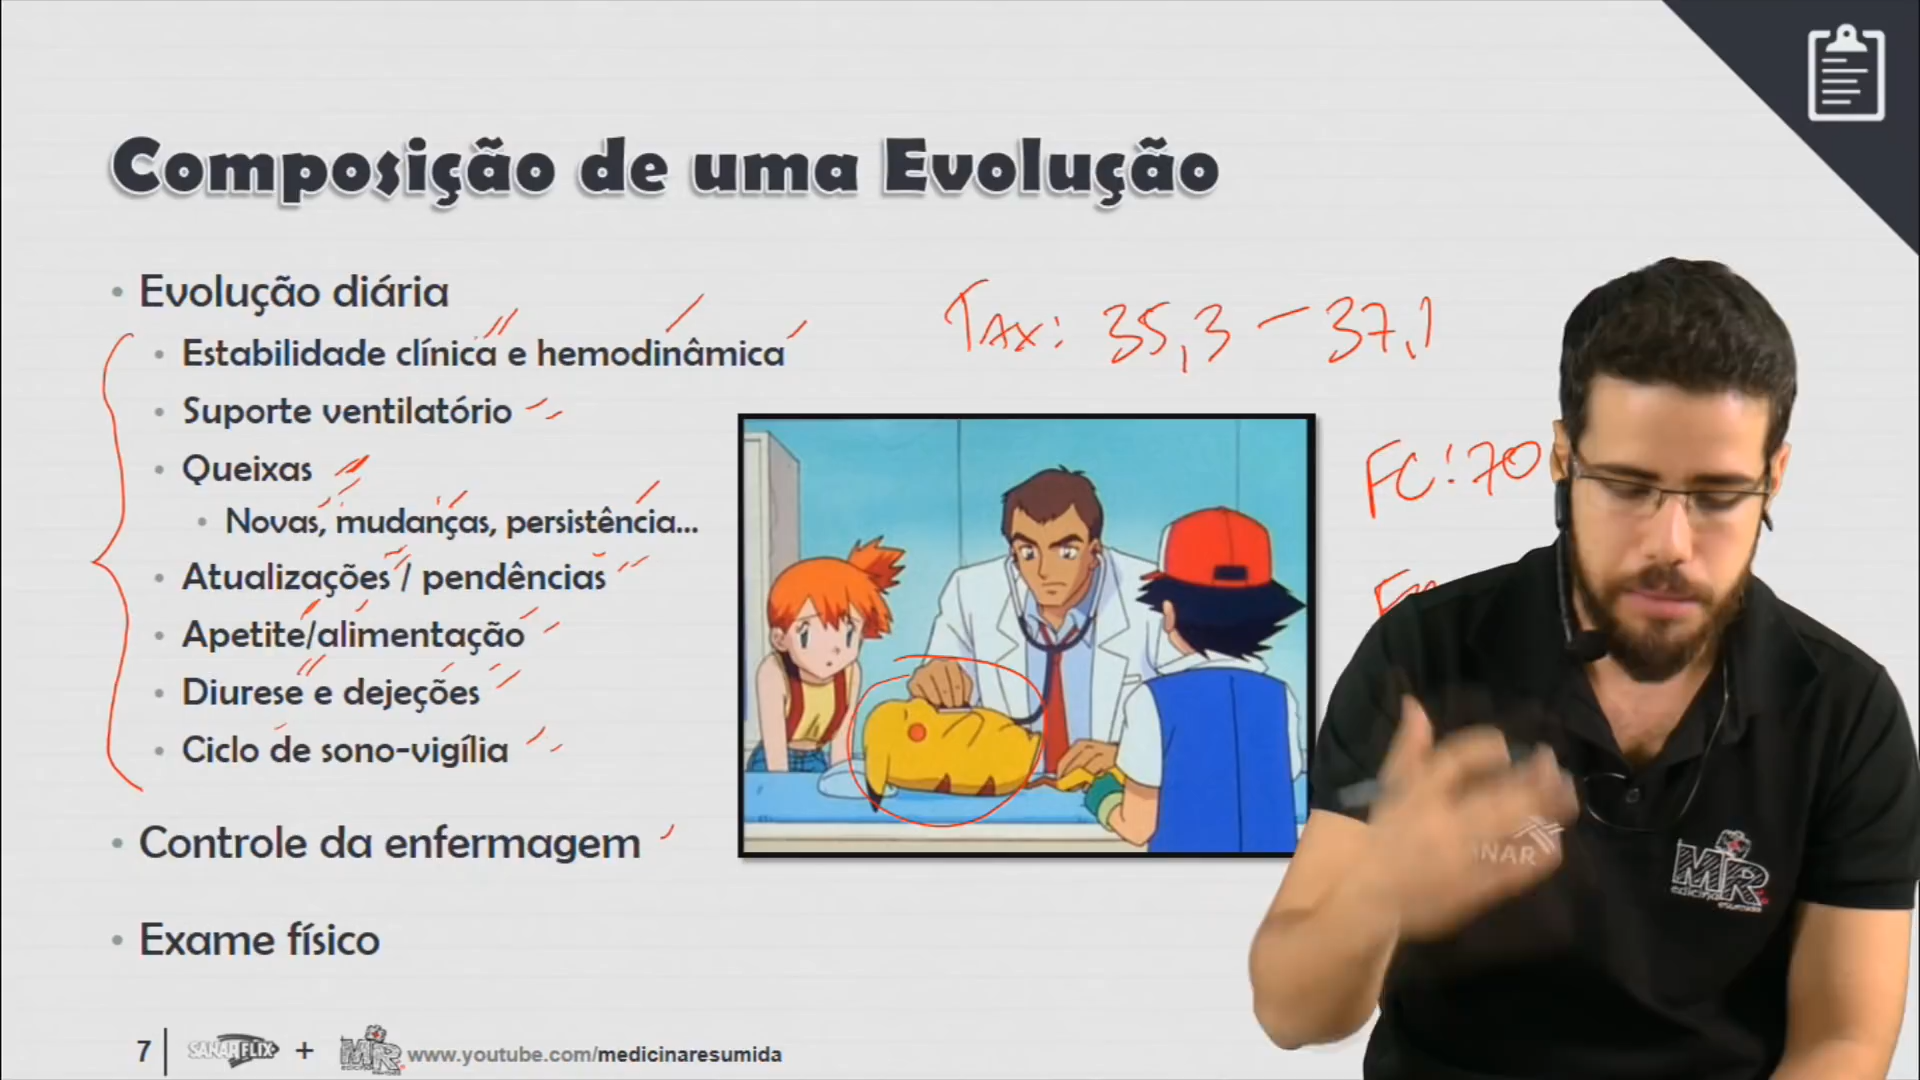 Composição de uma Evolução
• Evolução diária
• Estabilidade clínica e hemodinâmica
• Suporte ventilatório
• Queixas
• Novas, mudanças, persistência...
• Atualizações / pendências
• Apetite/alimentação
• Diurese e dejeções
• Ciclo de sono-vigília
• Controle da enfermagem
• Exame físico
TAX: 35,3 – 37,1
FC: 70
7
SANARFLIX + MR www.youtube.com/medicinaresumida
NAR
MR